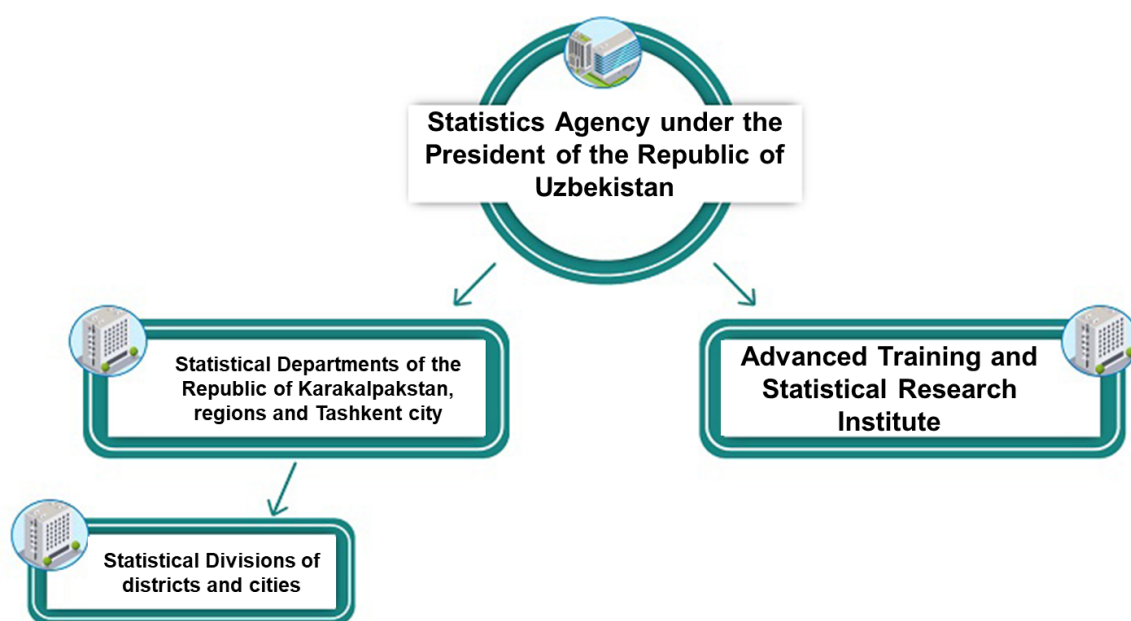 Statistics Agency under the
President of the Republic of
Uzbekistan
Statistical Departments of the
Republic of Karakalpakstan,
regions and Tashkent city
Advanced Training and
Statistical Research
Institute
Statistical Divisions of
districts and cities